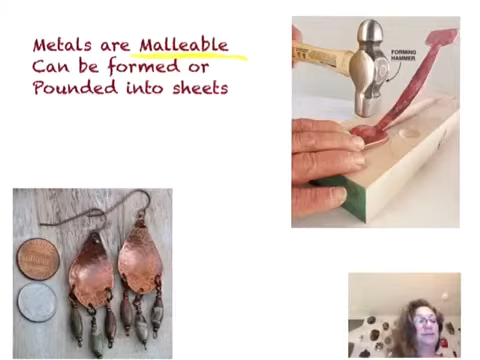 Metals are Malleable
Can be formed or
Pounded into sheets
FORMING
HAMMER